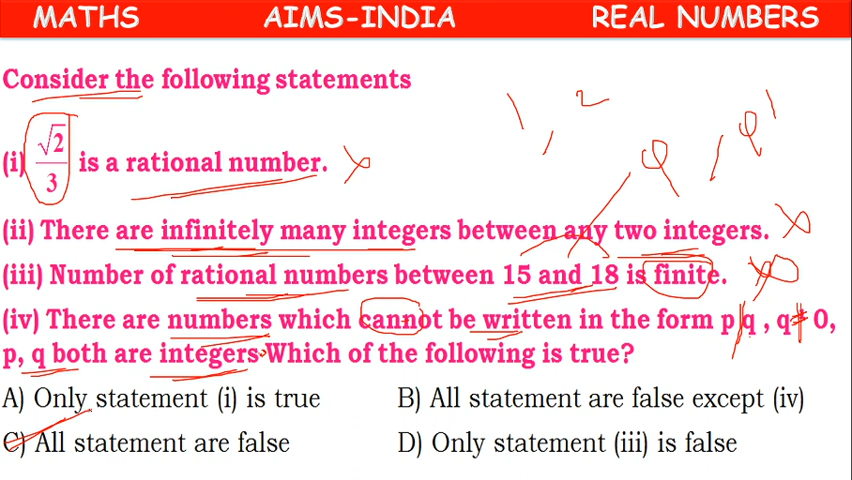 MATHS AIMS-INDIA REAL NUMBERS
Consider the following statements
1, 2
Q, Q'
(i) √2/3 is a rational number.
(ii) There are infinitely many integers between any two integers.
(iii) Number of rational numbers between 15 and 18 is finite.
(iv) There are numbers which cannot be written in the form p/q , q ≠ 0,
p, q both are integers. Which of the following is true?
A) Only statement (i) is true B) All statement are false except (iv)
C) All statement are false D) Only statement (iii) is false